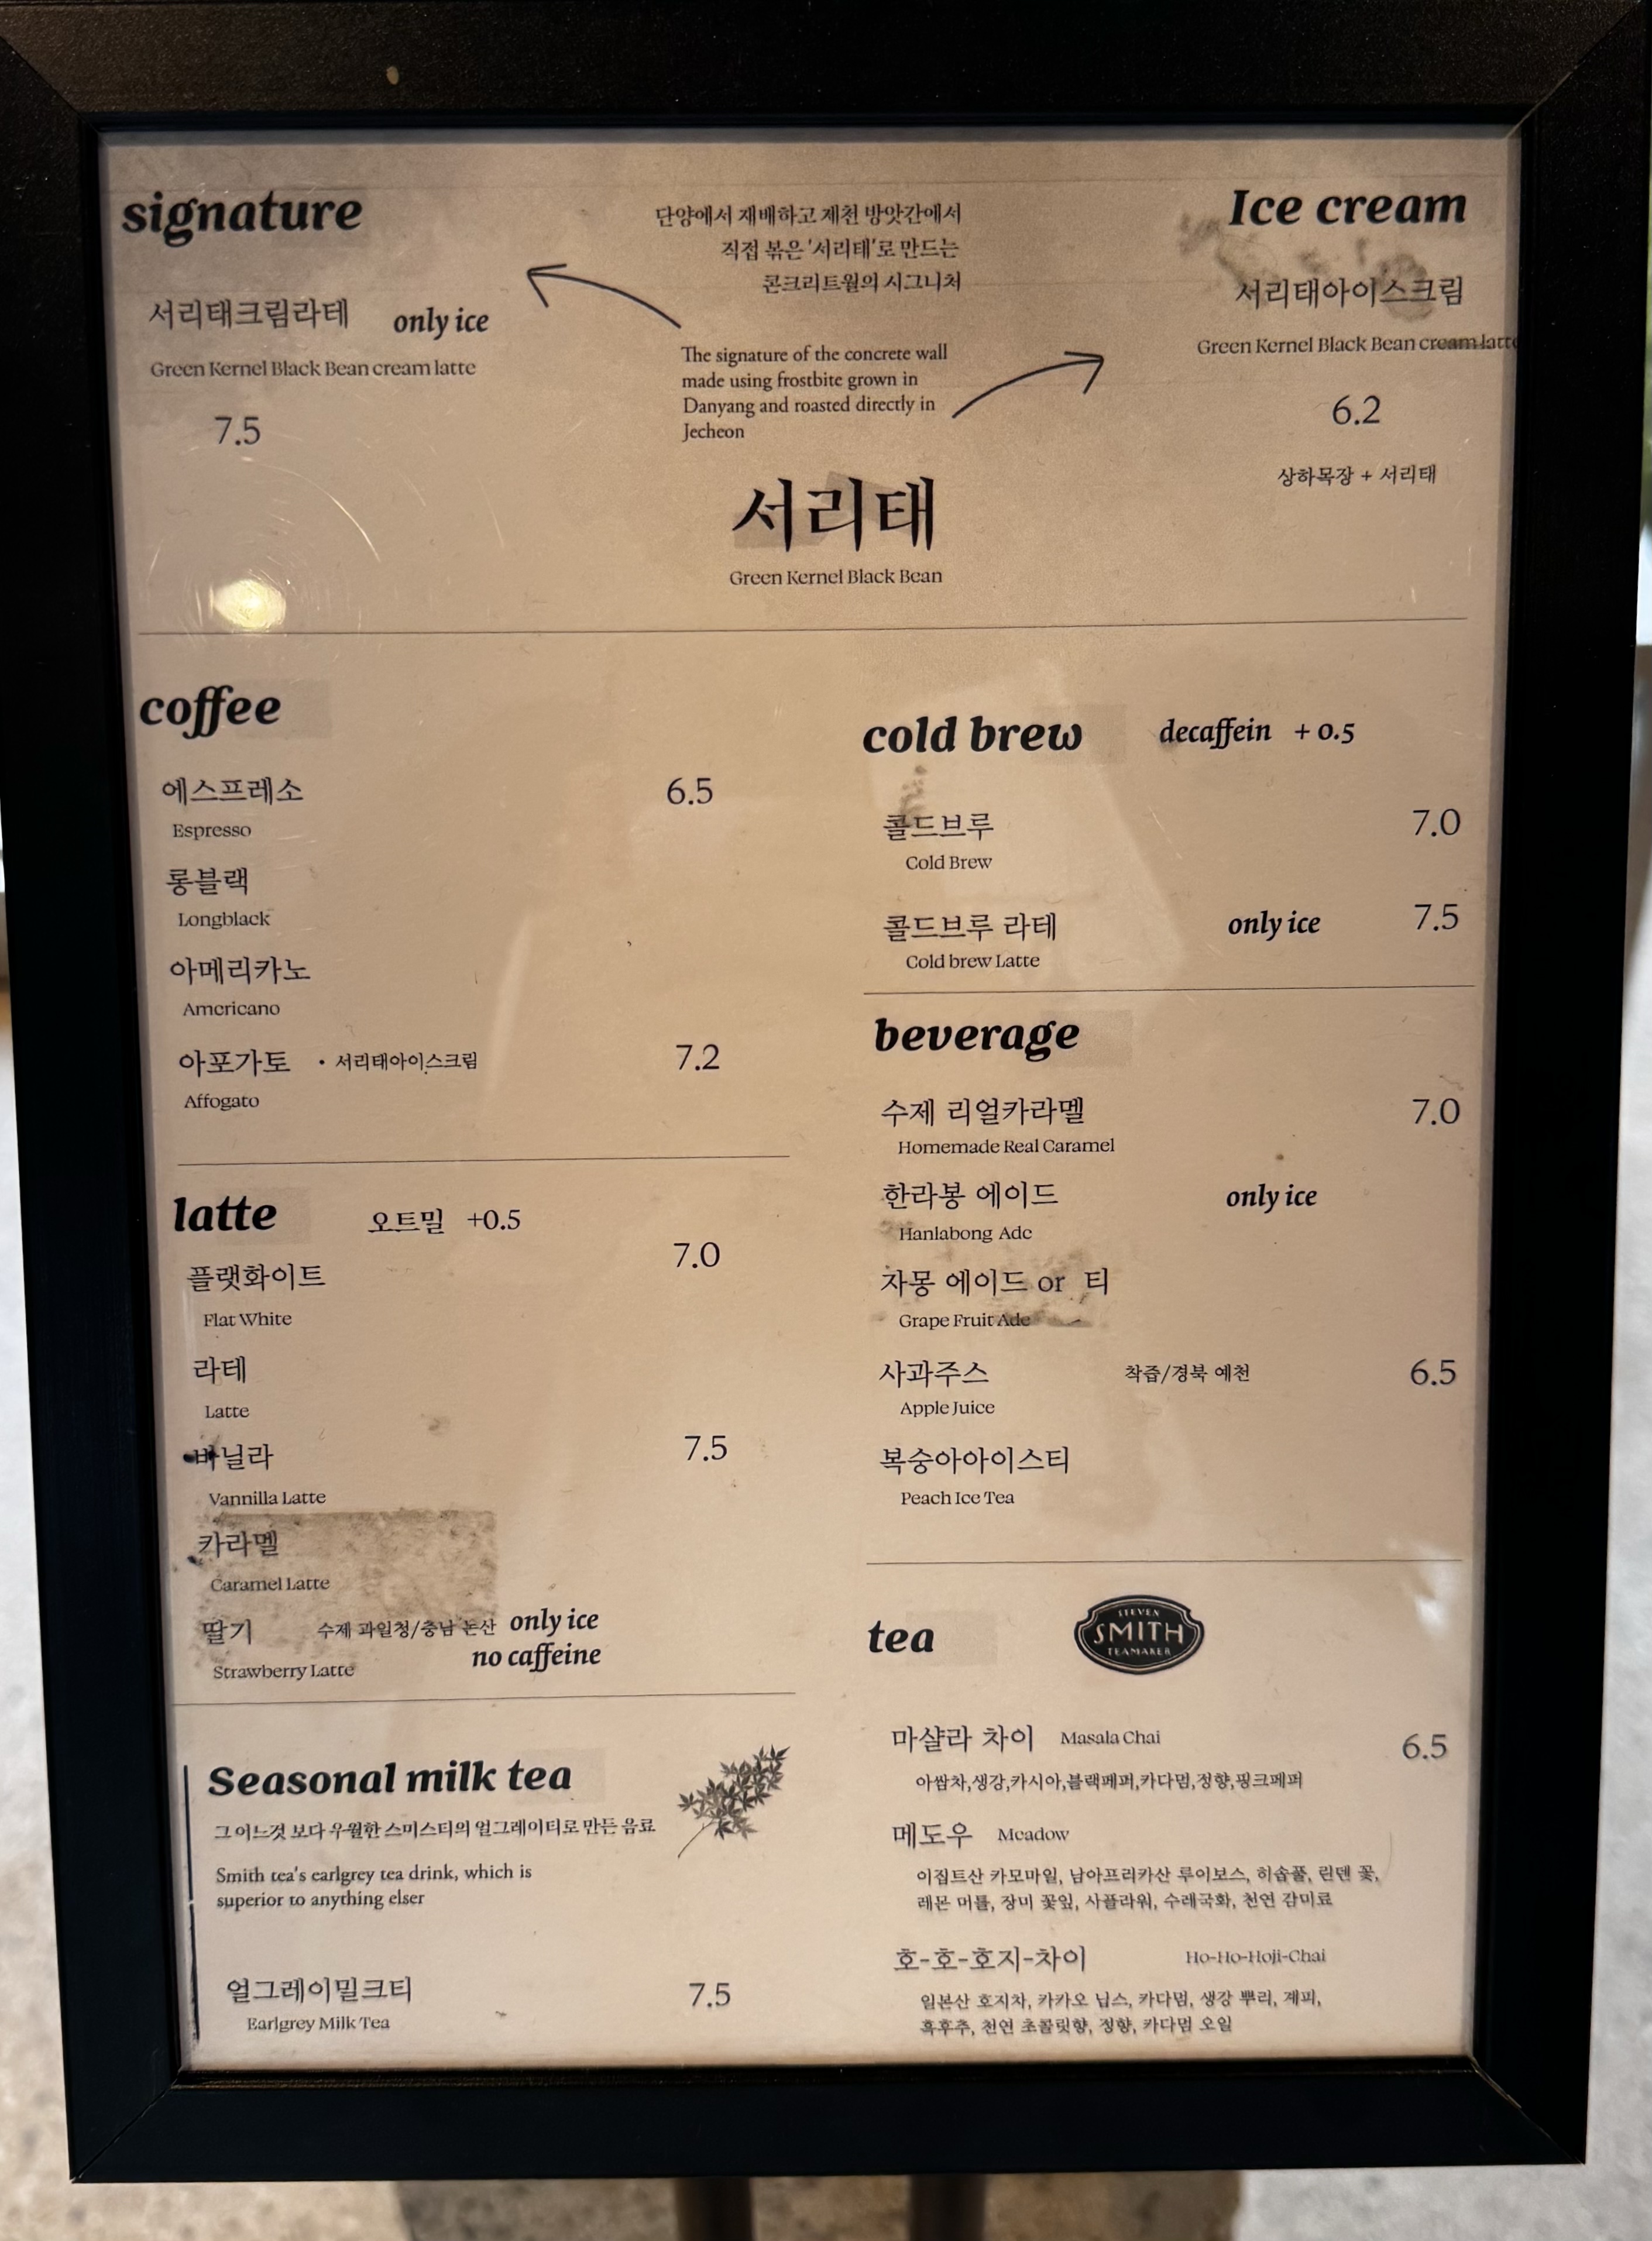 signature
서리태크림라떼 only ice
Green Kernel Black Bean cream latte
7.5
단양에서 재배하고 제천 방앗간에서
직접 볶은 '서리태'로 만드는
콘크리트월의 시그니처
The signature of the concrete wall
made using frostbite grown in
Danyang and roasted directly in
Jecheon
Ice cream
서리태아이스크림
Green Kernel Black Bean cream latte
6.2
상하목장 + 서리태
서리태
Green Kernel Black Bean
coffee
에스프레소 6.5
Espresso
롱블랙
Longblack
아메리카노
Americano
아포가토 • 서리태아이스크림 7.2
Affogato
latte 오트밀 +0.5
7.0
플랫화이트
Flat White
라테
Latte
바닐라 7.5
Vannilla Latte
카라멜
Caramel Latte
딸기 수제 과일청/충남 논산 only ice
no caffeine
Strawberry Latte
Seasonal milk tea
그어느것 보다 우월한 스미스티의 얼그레이티로 만든 음료
Smith tea's earlgrey tea drink, which is
superior to anything elser
얼그레이밀크티 7.5
Earlgrey Milk Tea
cold brew decaffein + 0.5
콜드브루 7.0
Cold Brew
콜드브루 라테 only ice 7.5
Cold brew Latte
beverage
수제 리얼카라멜 7.0
Homemade Real Caramel
한라봉 에이드 only ice
Hanlabong Ade
자몽 에이드 or 티
Grape Fruit Ade
사과주스 착즙/경북 예천 6.5
Apple Juice
복숭아아이스티
Peach Ice Tea
tea
STEVEN
SMITH
TEAMAKER
마샬라 차이 Masala Chai 6.5
아쌈차,생강,카시아,블랙페퍼,카다멈,정향,핑크페퍼
메도우 Meadow
이집트산 카모마일, 남아프리카산 루이보스, 히솝풀, 린덴 꽃,
레몬 머틀, 장미 꽃잎, 사플라워, 수레국화, 천연 감미료
호-호-호지-차이 Ho-Ho-Hoji-Chai
일본산 호지차, 카카오 닙스, 카다멈, 생강 뿌리, 계피,
흑후추, 천연 초콜릿향, 정향, 카다멈 오일